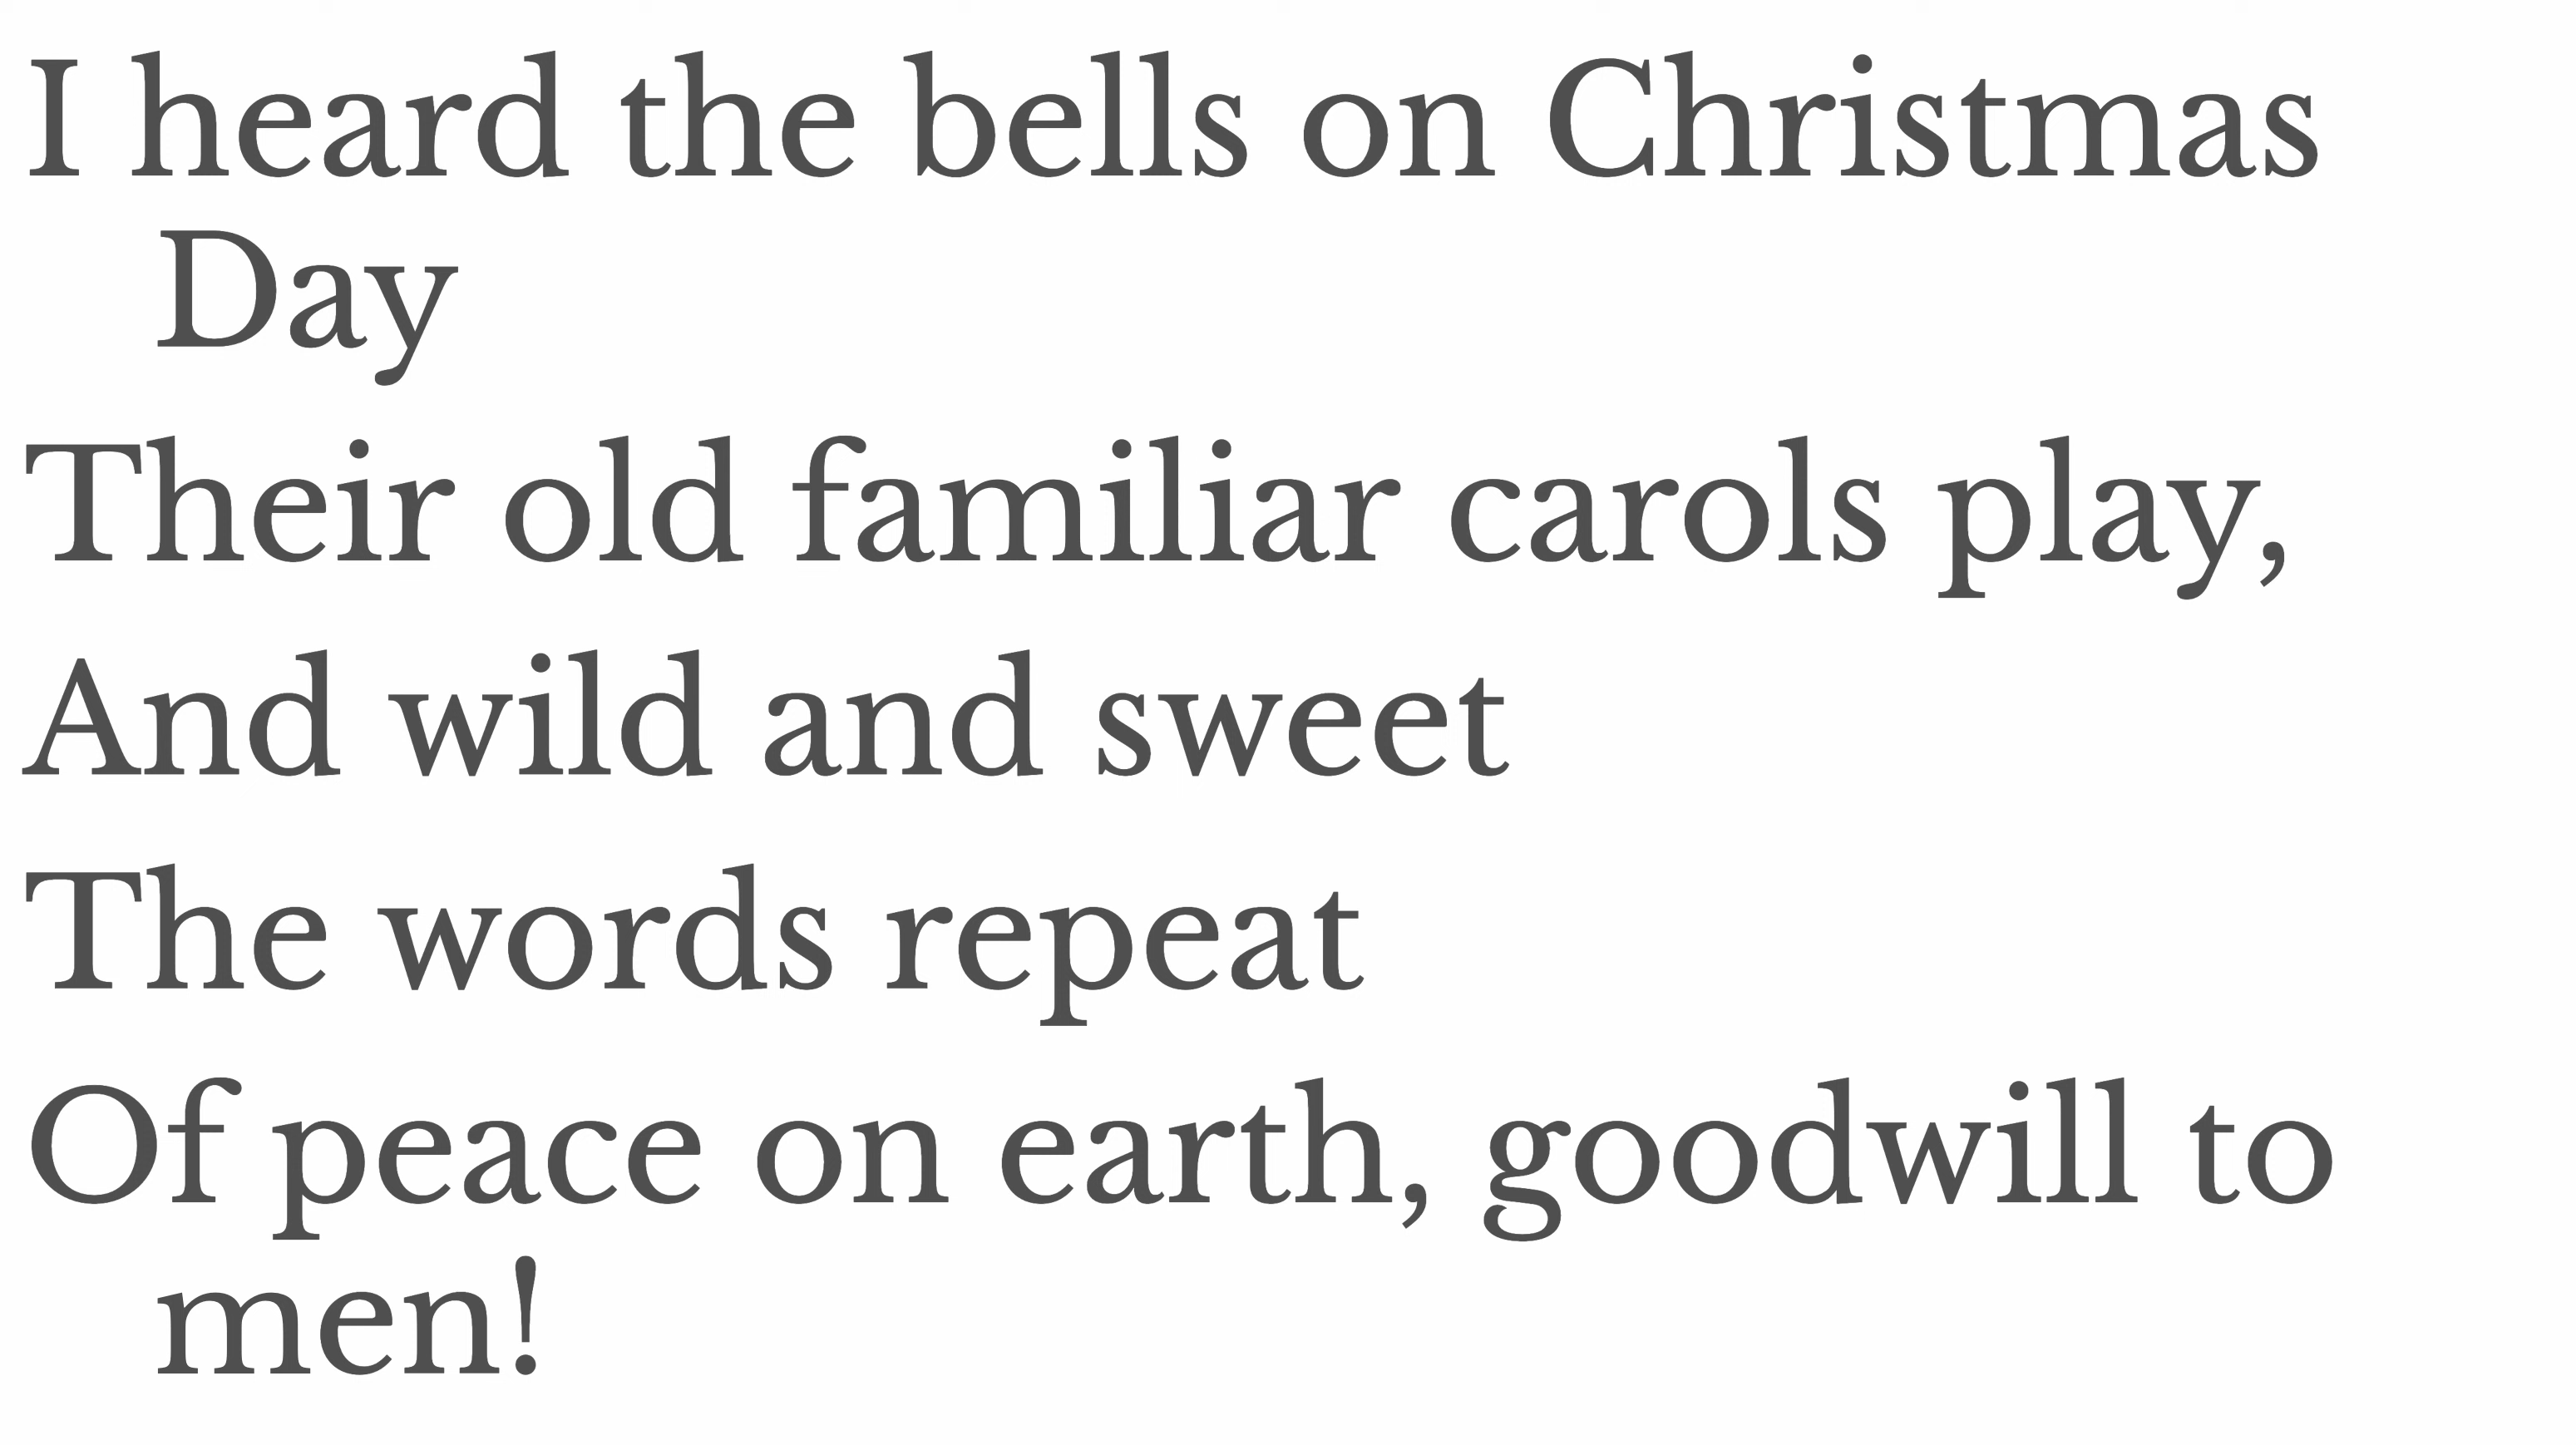 I heard the bells on Christmas
Day
Their old familiar carols play,
And wild and sweet
The words repeat
Of peace on earth, goodwill to
men!